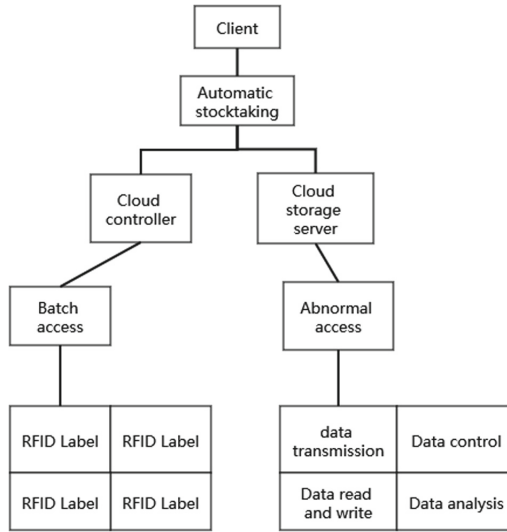 Client
Automatic
stocktaking
Cloud
controller
Cloud
storage
server
Batch
access
Abnormal
access
RFID Label RFID Label
RFID Label RFID Label
data
transmission
Data control
Data read
and write
Data analysis